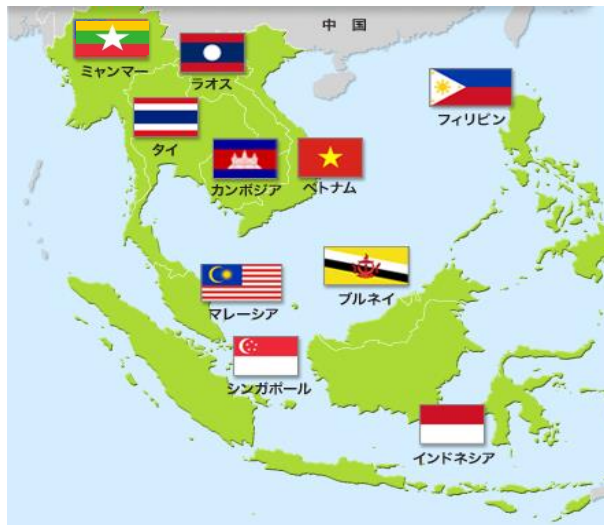 中 国
ミャンマー
ラオス
フィリピン
タイ
カンボジア
ベトナム
マレーシア
ブルネイ
シンガポール
インドネシア